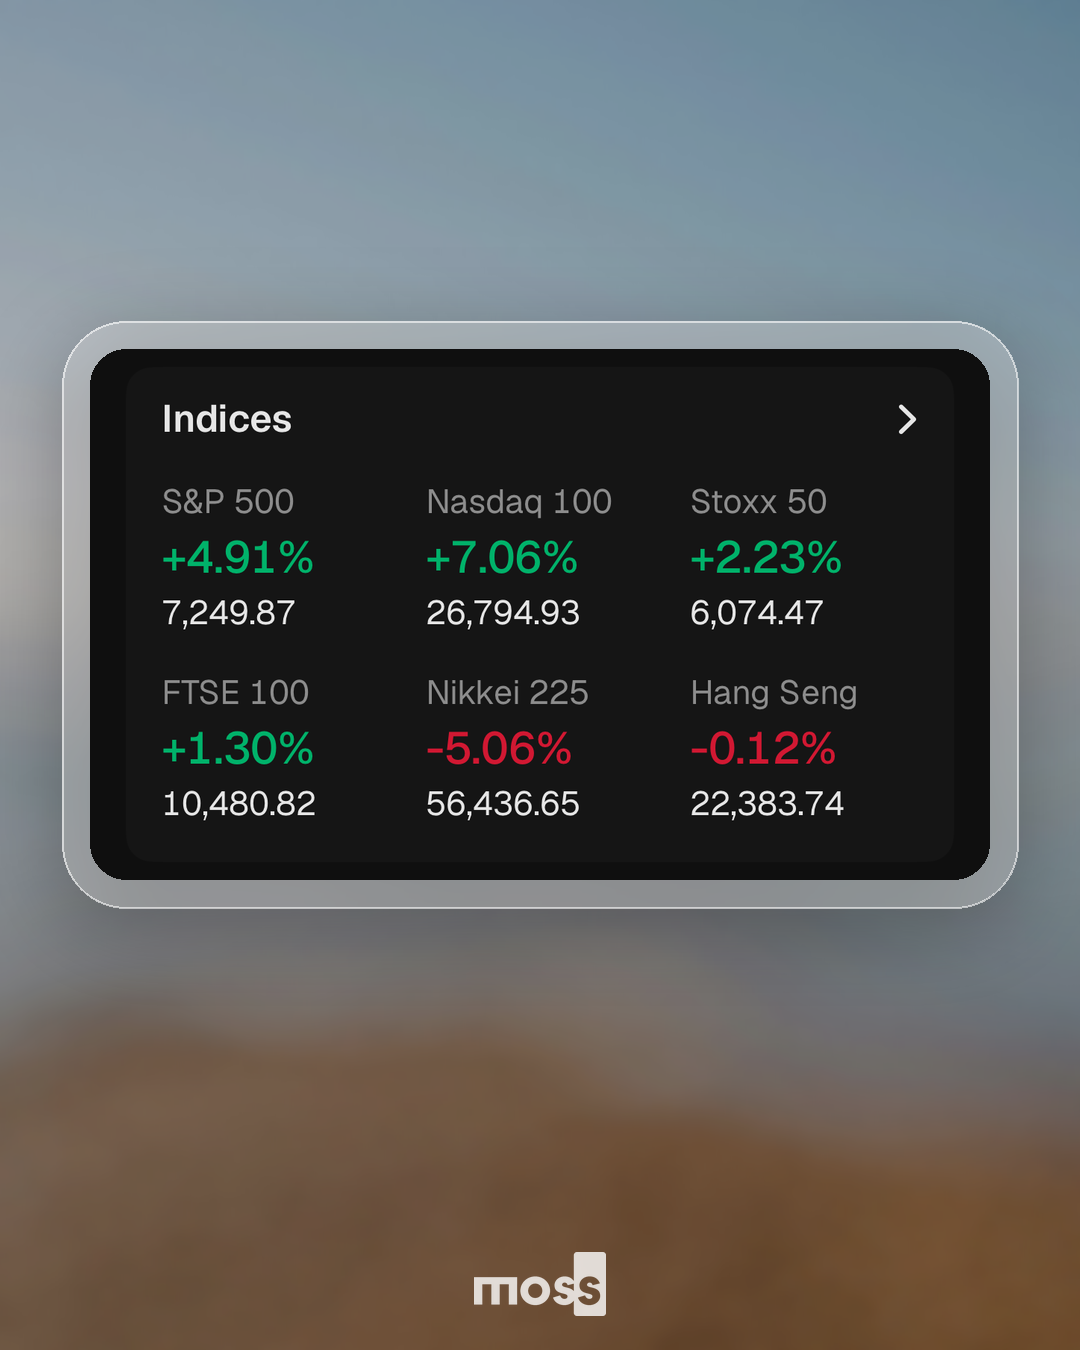 Indices
S&P 500 Nasdaq 100 Stoxx 50
+4.91% +7.06% +2.23%
7,249.87 26,794.93 6,074.47
FTSE 100 Nikkei 225 Hang Seng
+1.30% -5.06% -0.12%
10,480.82 56,436.65 22,383.74
moss